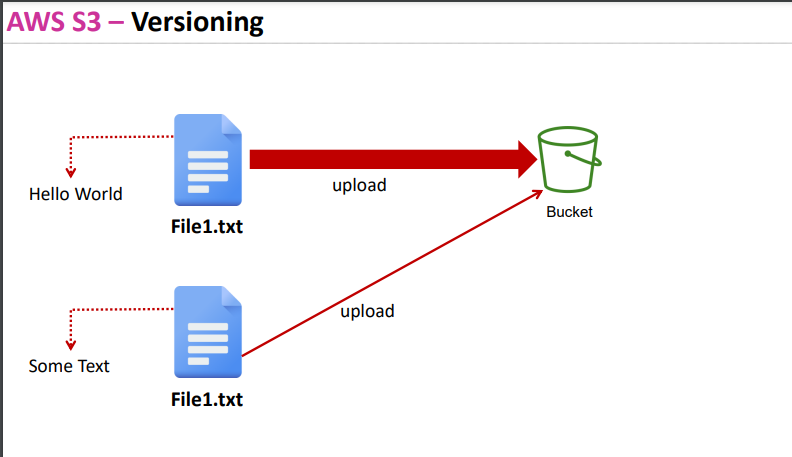 AWS S3 – Versioning
Hello World
upload
File1.txt
Bucket
upload
Some Text
File1.txt